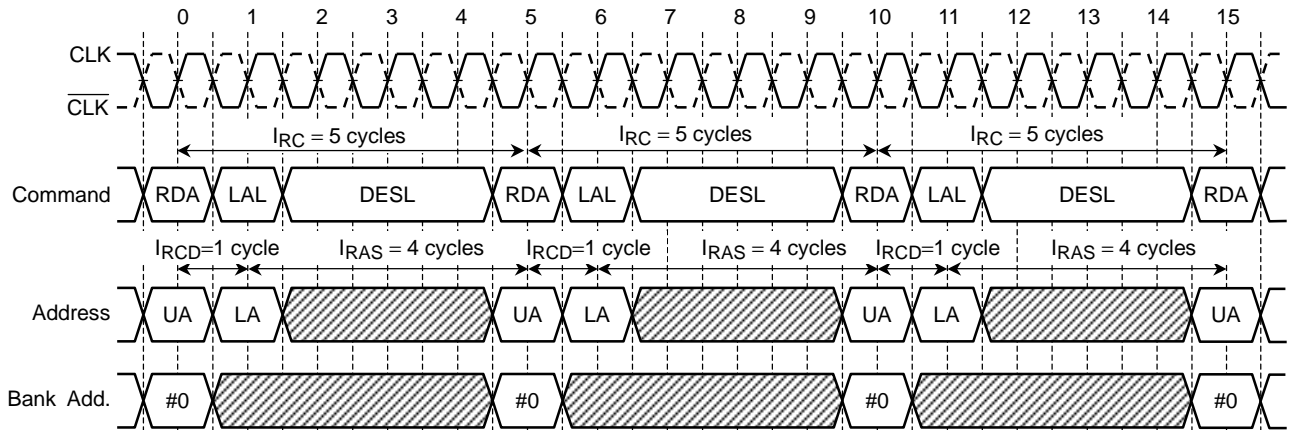 0 1 2 3 4 5 6 7 8 9 10 11 12 13 14 15
CLK
CLK
IRC = 5 cycles IRC = 5 cycles IRC = 5 cycles
Command RDA LAL DESL RDA LAL DESL RDA LAL DESL RDA
IRCD=1 cycle IRAS = 4 cycles IRCD=1 cycle IRAS = 4 cycles IRCD=1 cycle IRAS = 4 cycles
Address UA LA UA LA UA LA UA
Bank Add. #0 #0 #0 #0